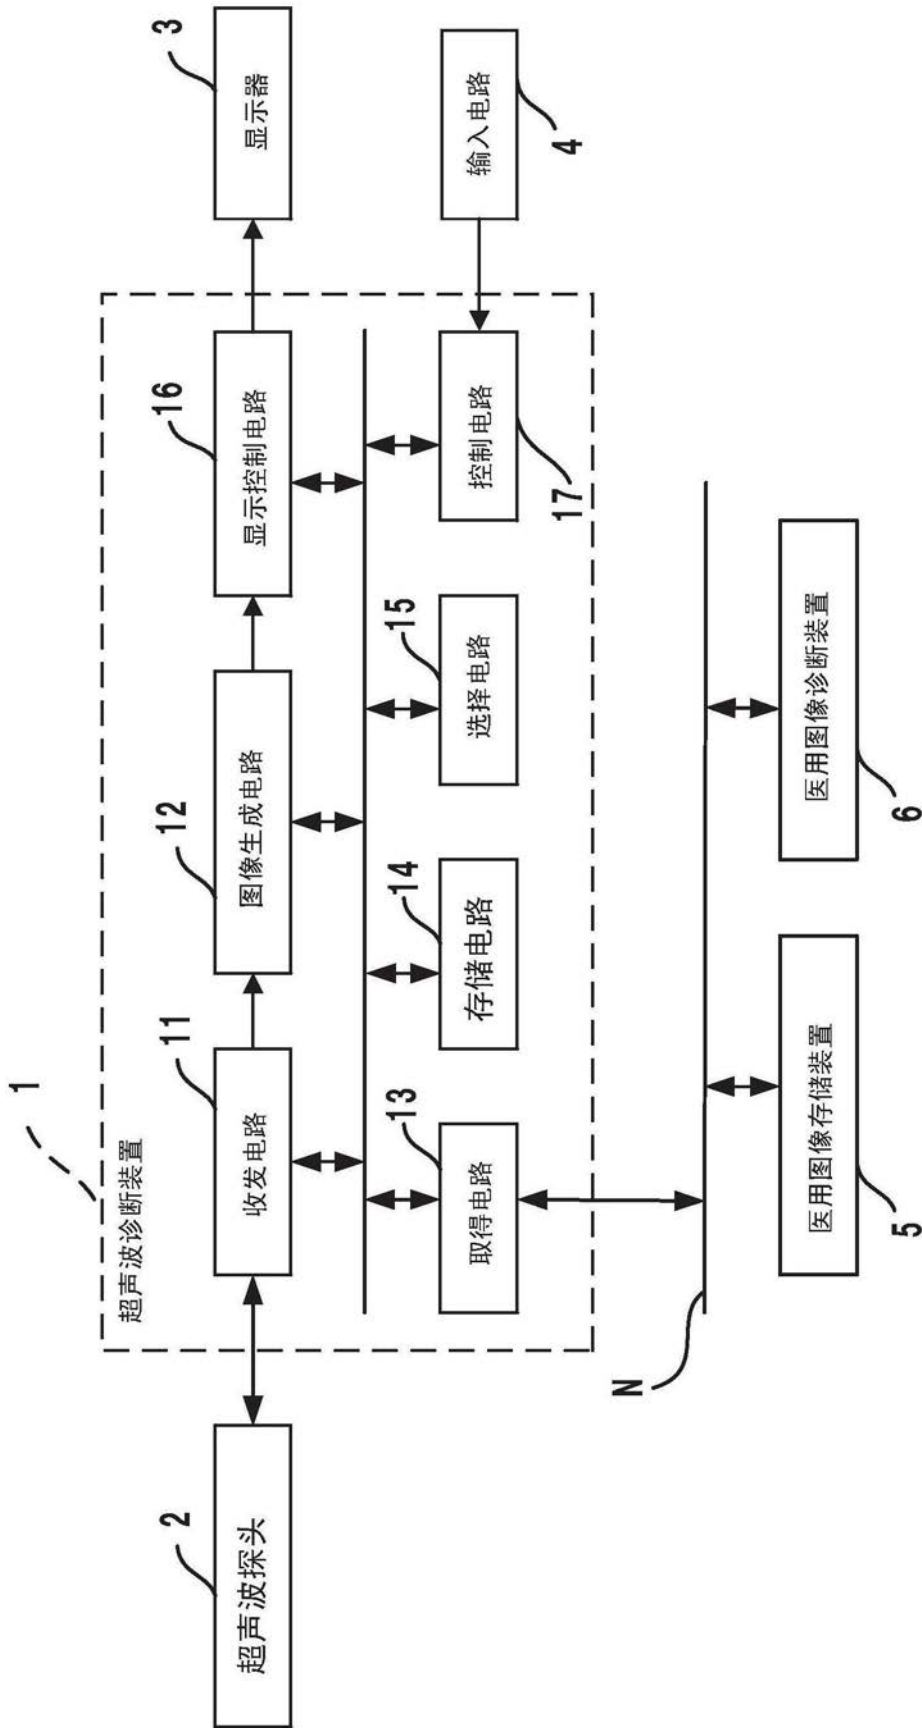 1
超声波诊断装置
2
超声波探头
11
收发电路
12
图像生成电路
16
显示控制电路
3
显示器
13
取得电路
14
存储电路
15
选择电路
17
控制电路
4
输入电路
N
5
医用图像存储装置
6
医用图像诊断装置